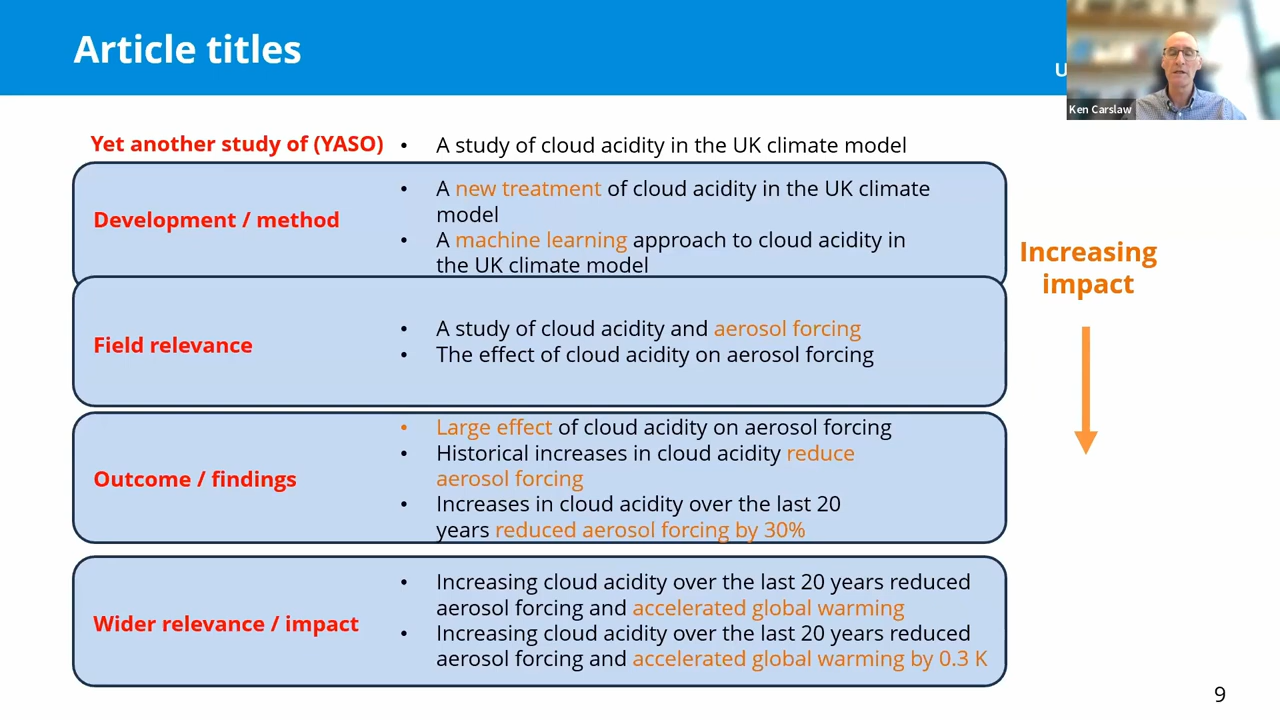 Article titles
U
Ken Carslaw
Yet another study of (YASO)
• A study of cloud acidity in the UK climate model
Development / method
• A new treatment of cloud acidity in the UK climate
model
• A machine learning approach to cloud acidity in
the UK climate model
Increasing
impact
Field relevance
• A study of cloud acidity and aerosol forcing
• The effect of cloud acidity on aerosol forcing
Outcome / findings
• Large effect of cloud acidity on aerosol forcing
• Historical increases in cloud acidity reduce
aerosol forcing
• Increases in cloud acidity over the last 20
years reduced aerosol forcing by 30%
Wider relevance / impact
• Increasing cloud acidity over the last 20 years reduced
aerosol forcing and accelerated global warming
• Increasing cloud acidity over the last 20 years reduced
aerosol forcing and accelerated global warming by 0.3 K
9